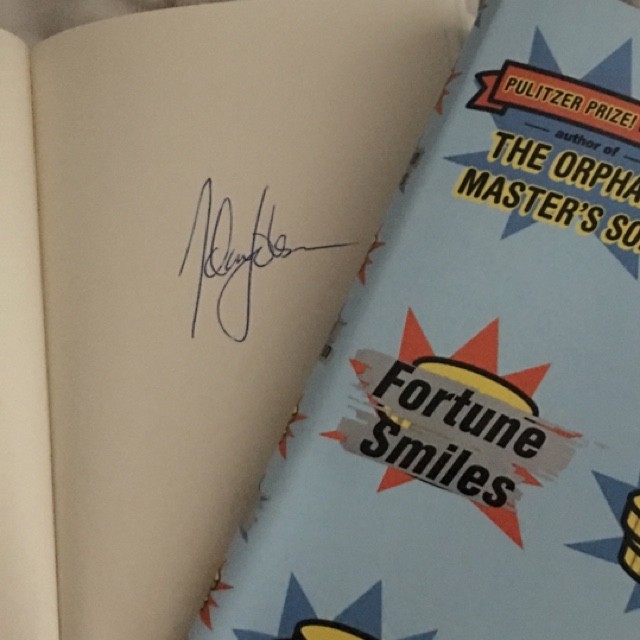 PULITZER PRIZE!
author of
THE ORPHA
MASTER'S SO
Fortune
Smiles